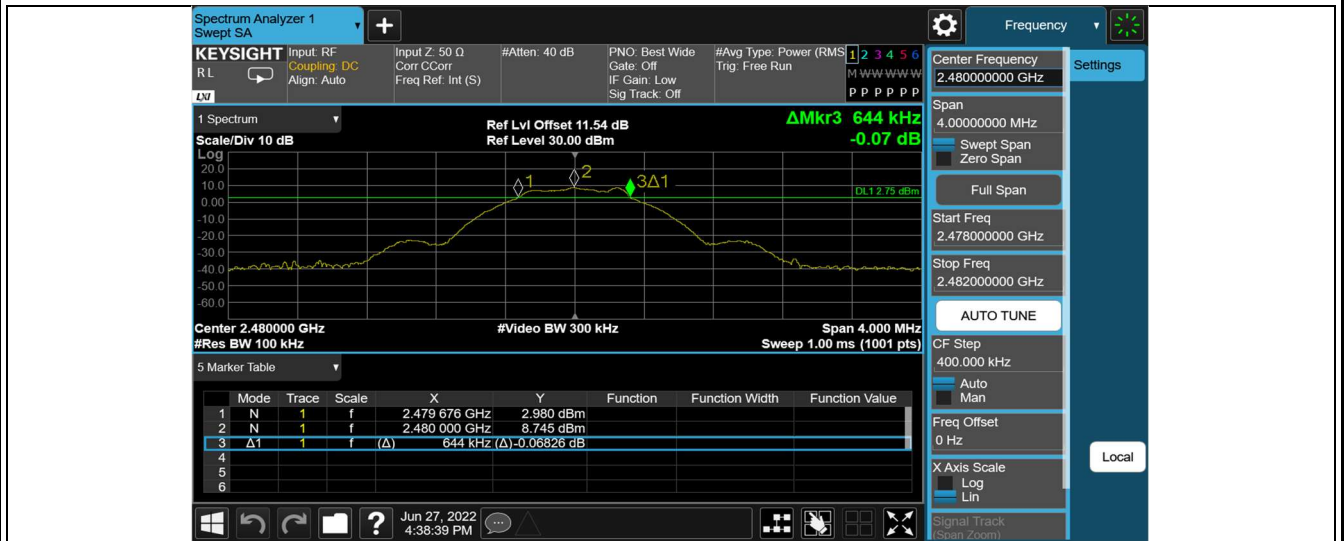 Spectrum Analyzer 1
Swept SA
Frequency
KEYSIGHT
RL
LXI
Input: RF
Coupling: DC
Align: Auto
Input Z: 50 Ω
Corr CCorr
Freq Ref: Int (S)
#Atten: 40 dB
PNO: Best Wide
Gate: Off
IF Gain: Low
Sig Track: Off
#Avg Type: Power (RMS
Trig: Free Run
1 2 3 4 5 6
M W W W W W
P P P P P P
1 Spectrum
Scale/Div 10 dB
Ref Lvl Offset 11.54 dB
Ref Level 30.00 dBm
ΔMkr3 644 kHz
-0.07 dB
Log
20.0
10.0
0.00
-10.0
-20.0
-30.0
-40.0
-50.0
-60.0
1
2
3Δ1
DL1 2.75 dBm
Center 2.480000 GHz
#Video BW 300 kHz
Span 4.000 MHz
#Res BW 100 kHz
Sweep 1.00 ms (1001 pts)
5 Marker Table
Mode Trace Scale X Y Function Function Width Function Value
1 N 1 f 2.479 676 GHz 2.980 dBm
2 N 1 f 2.480 000 GHz 8.745 dBm
3 Δ1 1 f (Δ) 644 kHz (Δ) -0.06826 dB
4
5
6
Jun 27, 2022
4:38:39 PM
Center Frequency
2.480000000 GHz
Settings
Span
4.00000000 MHz
Swept Span
Zero Span
Full Span
Start Freq
2.478000000 GHz
Stop Freq
2.482000000 GHz
AUTO TUNE
CF Step
400.000 kHz
Auto
Man
Freq Offset
0 Hz
Local
X Axis Scale
Log
Lin
Signal Track
(Span Zoom)